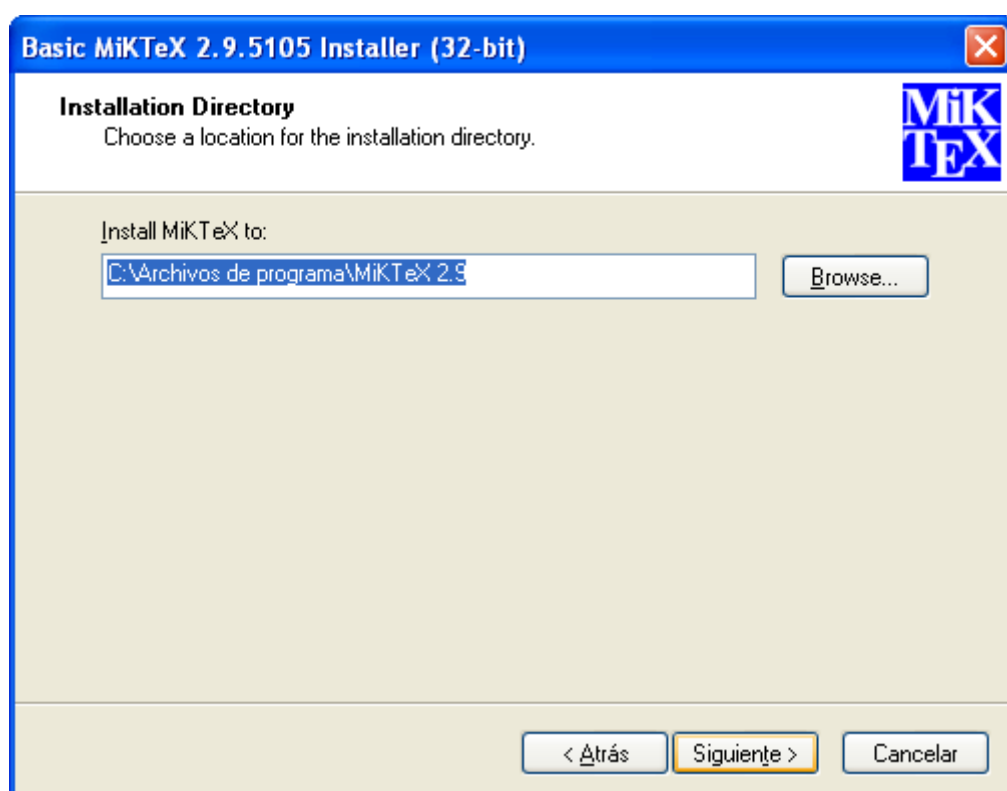 Basic MiKTeX 2.9.5105 Installer (32-bit)
Installation Directory
Choose a location for the installation directory.
MiK
TEX
Install MiKTeX to:
C:\Archivos de programa\MiKTeX 2.9
Browse...
< Atrás
Siguiente >
Cancelar